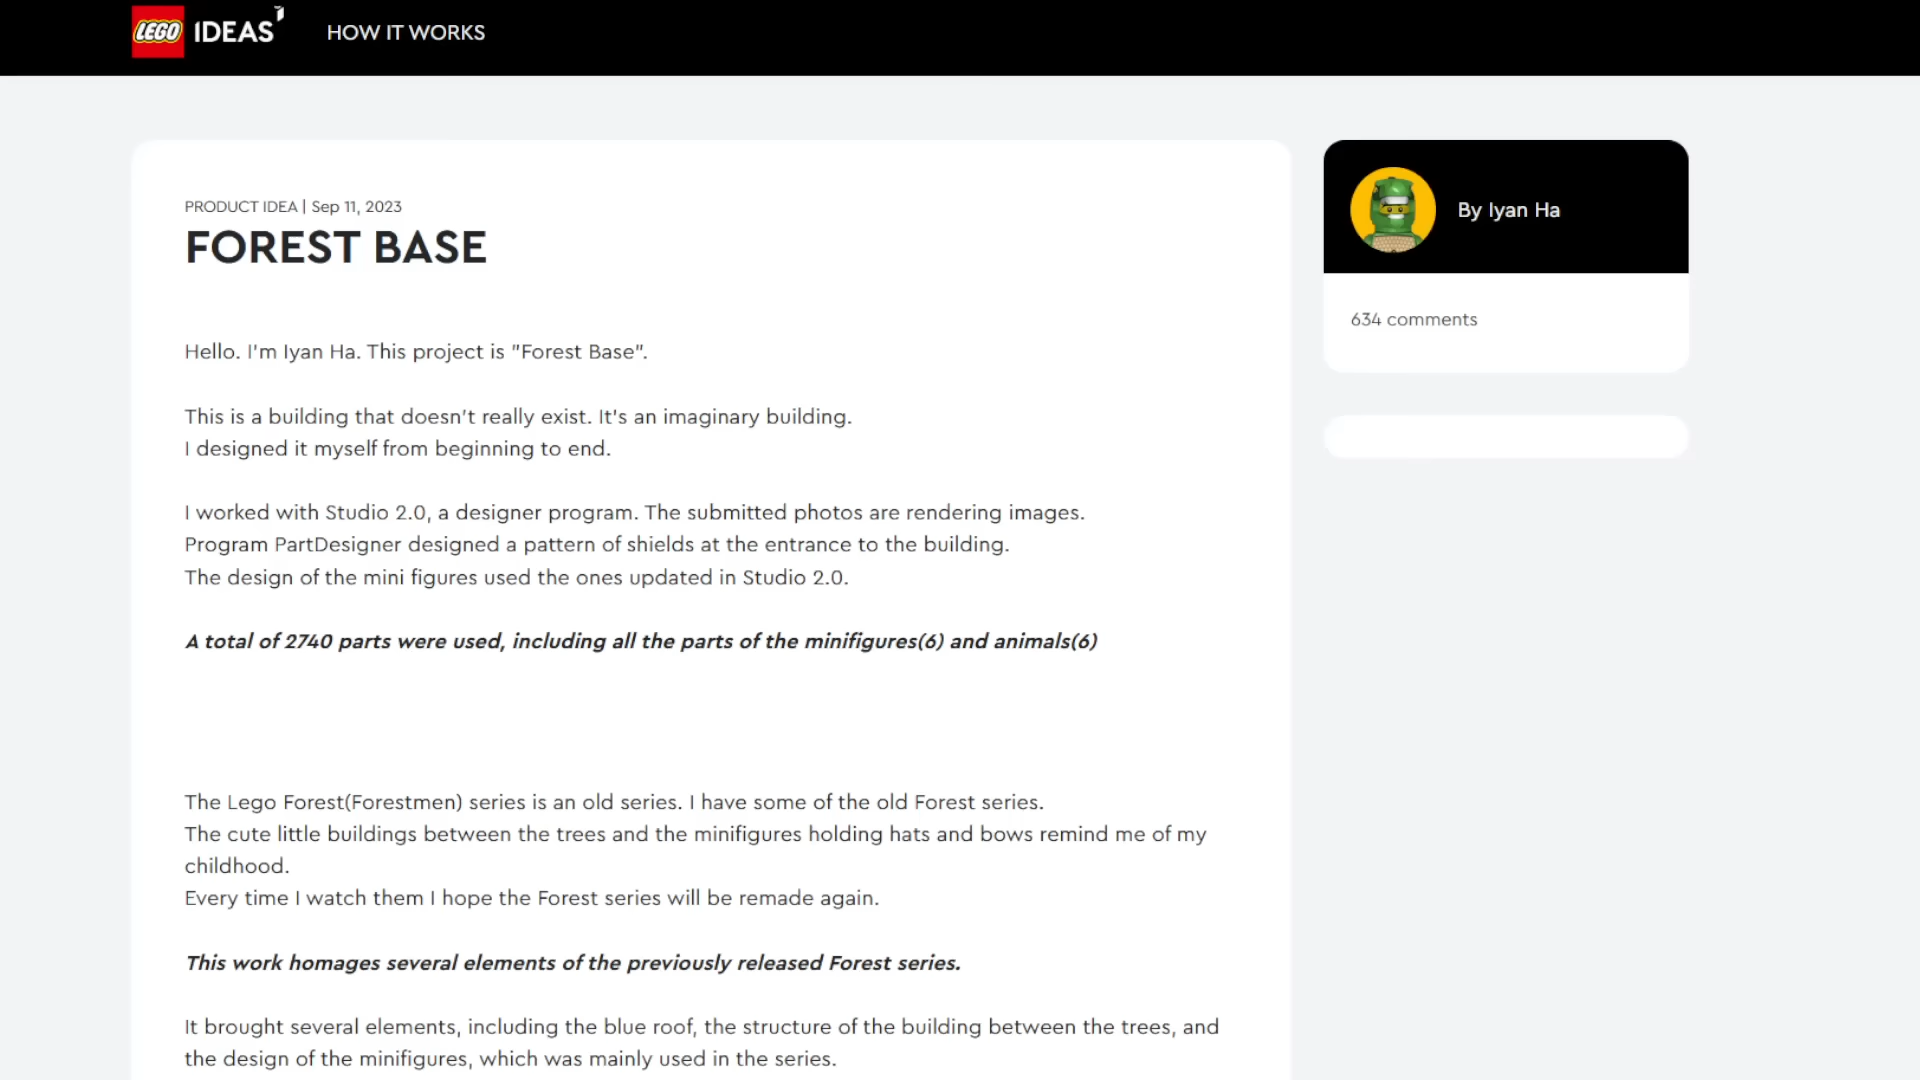 LEGO IDEAS HOW IT WORKS
PRODUCT IDEA | Sep 11, 2023
FOREST BASE
By Iyan Ha
634 comments
Hello. I'm Iyan Ha. This project is "Forest Base".
This is a building that doesn't really exist. It's an imaginary building.
I designed it myself from beginning to end.
I worked with Studio 2.0, a designer program. The submitted photos are rendering images.
Program PartDesigner designed a pattern of shields at the entrance to the building.
The design of the mini figures used the ones updated in Studio 2.0.
A total of 2740 parts were used, including all the parts of the minifigures(6) and animals(6)
The Lego Forest(Forestmen) series is an old series. I have some of the old Forest series.
The cute little buildings between the trees and the minifigures holding hats and bows remind me of my
childhood.
Every time I watch them I hope the Forest series will be remade again.
This work homages several elements of the previously released Forest series.
It brought several elements, including the blue roof, the structure of the building between the trees, and
the design of the minifigures, which was mainly used in the series.